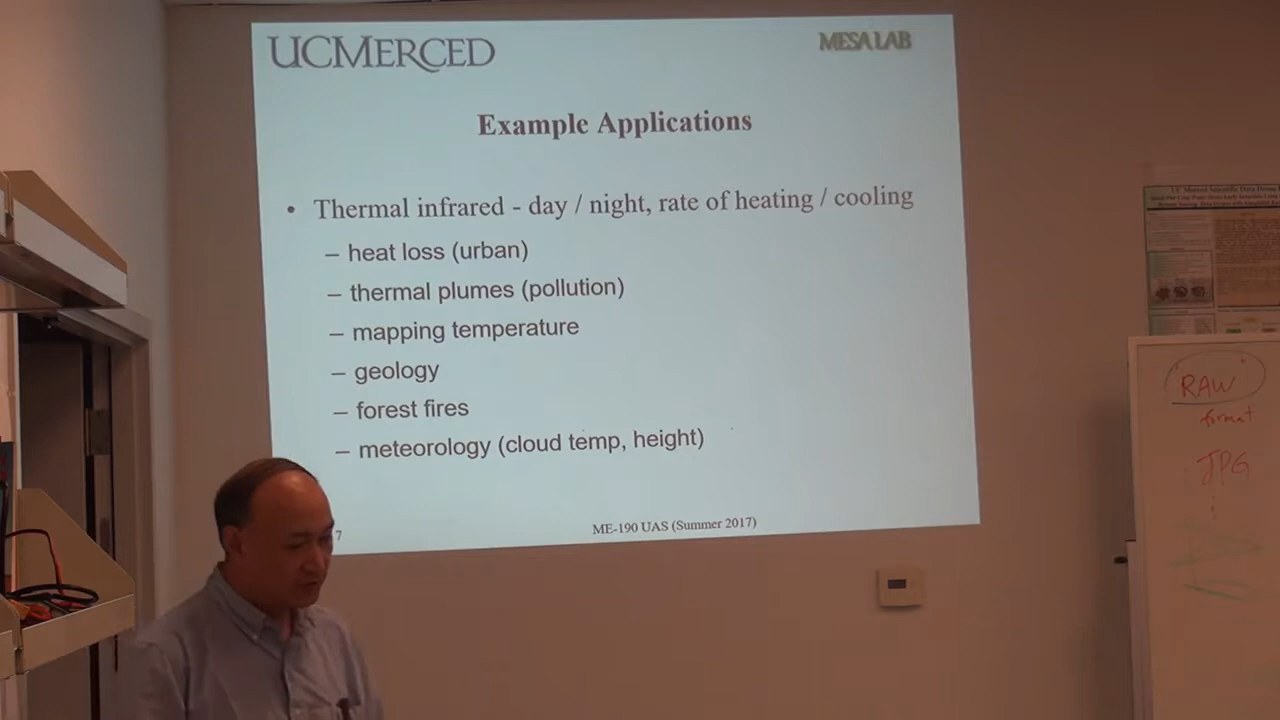 UCMERCED
MESA LAB
Example Applications
• Thermal infrared - day / night, rate of heating / cooling
– heat loss (urban)
– thermal plumes (pollution)
– mapping temperature
– geology
– forest fires
– meteorology (cloud temp, height)
7
ME-190 UAS (Summer 2017)
"RAW"
format
JPG